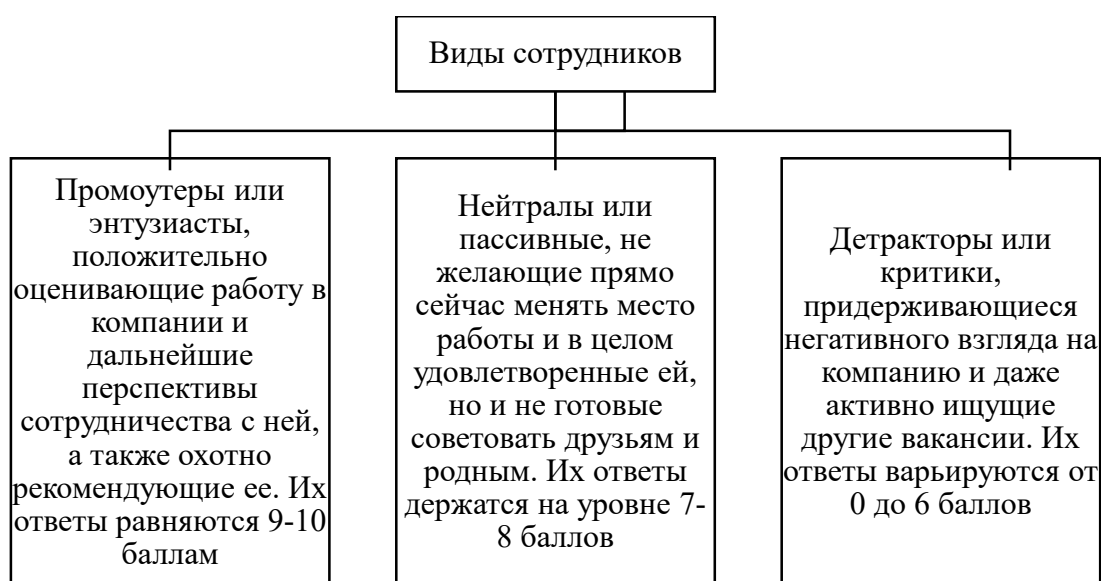 Виды сотрудников
Промоутеры или
энтузиасты,
положительно
оценивающие работу в
компании и
дальнейшие
перспективы
сотрудничества с ней,
а также охотно
рекомендующие ее. Их
ответы равняются 9-10
баллам
Нейтралы или
пассивные, не
желающие прямо
сейчас менять место
работы и в целом
удовлетворенные ей,
но и не готовые
советовать друзьям и
родным. Их ответы
держатся на уровне 7-
8 баллов
Детракторы или
критики,
придерживающиеся
негативного взгляда на
компанию и даже
активно ищущие
другие вакансии. Их
ответы варьируются от
0 до 6 баллов